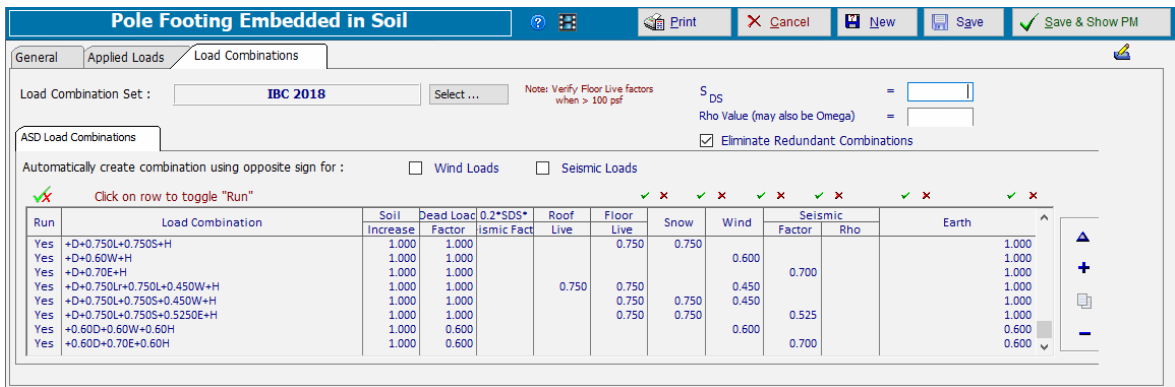 Pole Footing Embedded in Soil
Print
Cancel
New
Save
Save & Show PM
General
Applied Loads
Load Combinations
Load Combination Set :
IBC 2018
Select ...
Note: Verify Floor Live factors
when > 100 psf
S DS =
Rho Value (may also be Omega) =
Eliminate Redundant Combinations
ASD Load Combinations
Automatically create combination using opposite sign for :
Wind Loads
Seismic Loads
Click on row to toggle "Run"
Run Load Combination Soil Increase Dead Load Factor 0.2*SDS* eismic Fact Roof Live Floor Live Snow Wind Seismic Factor Rho Earth
Yes +D+0.750L+0.750S+H 1.000 1.000 0.750 0.750 1.000
Yes +D+0.60W+H 1.000 1.000 0.600 1.000
Yes +D+0.70E+H 1.000 1.000 0.700 1.000
Yes +D+0.750Lr+0.750L+0.450W+H 1.000 1.000 0.750 0.750 0.450 1.000
Yes +D+0.750L+0.750S+0.450W+H 1.000 1.000 0.750 0.750 0.450 1.000
Yes +D+0.750L+0.750S+0.5250E+H 1.000 1.000 0.750 0.750 0.525 1.000
Yes +0.60D+0.60W+0.60H 1.000 0.600 0.600 0.600
Yes +0.60D+0.70E+0.60H 1.000 0.600 0.700 0.600